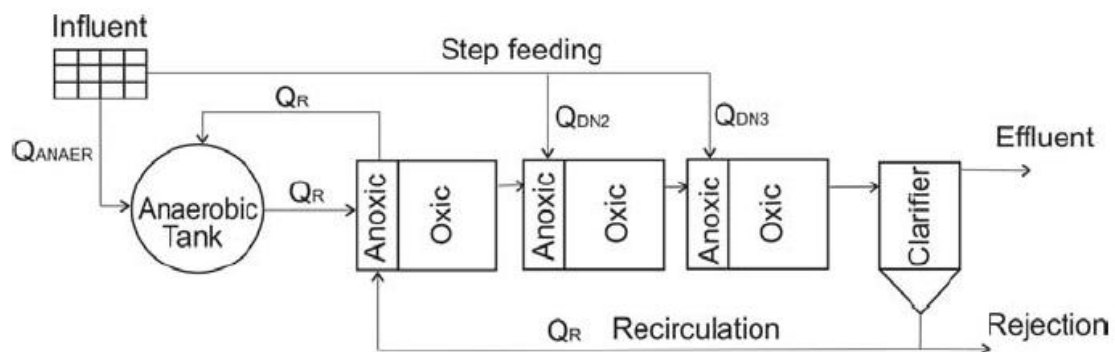 Influent
Step feeding
QR
QDN2
QDN3
Effluent
QANAER
Anaerobic
Tank
QR
Anoxic
Oxic
Anoxic
Oxic
Anoxic
Oxic
Clarifier
QR Recirculation
Rejection